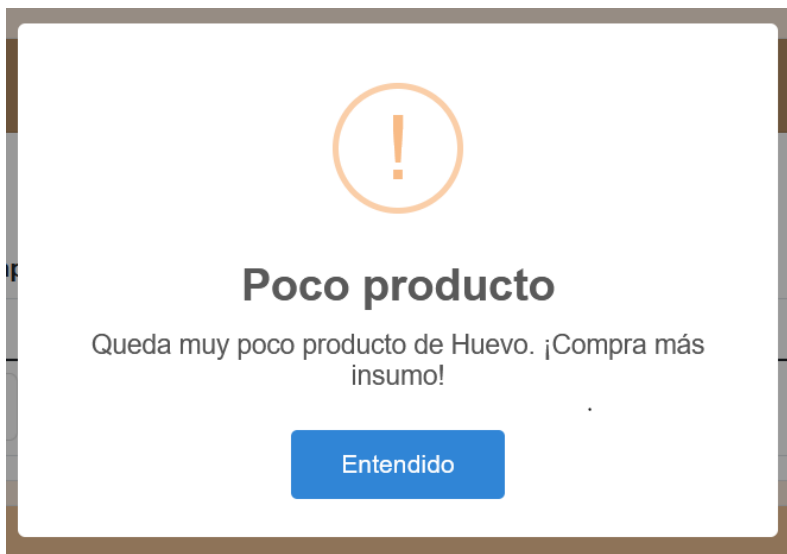 !
Poco producto
Queda muy poco producto de Huevo. ¡Compra más
insumo!
.
Entendido